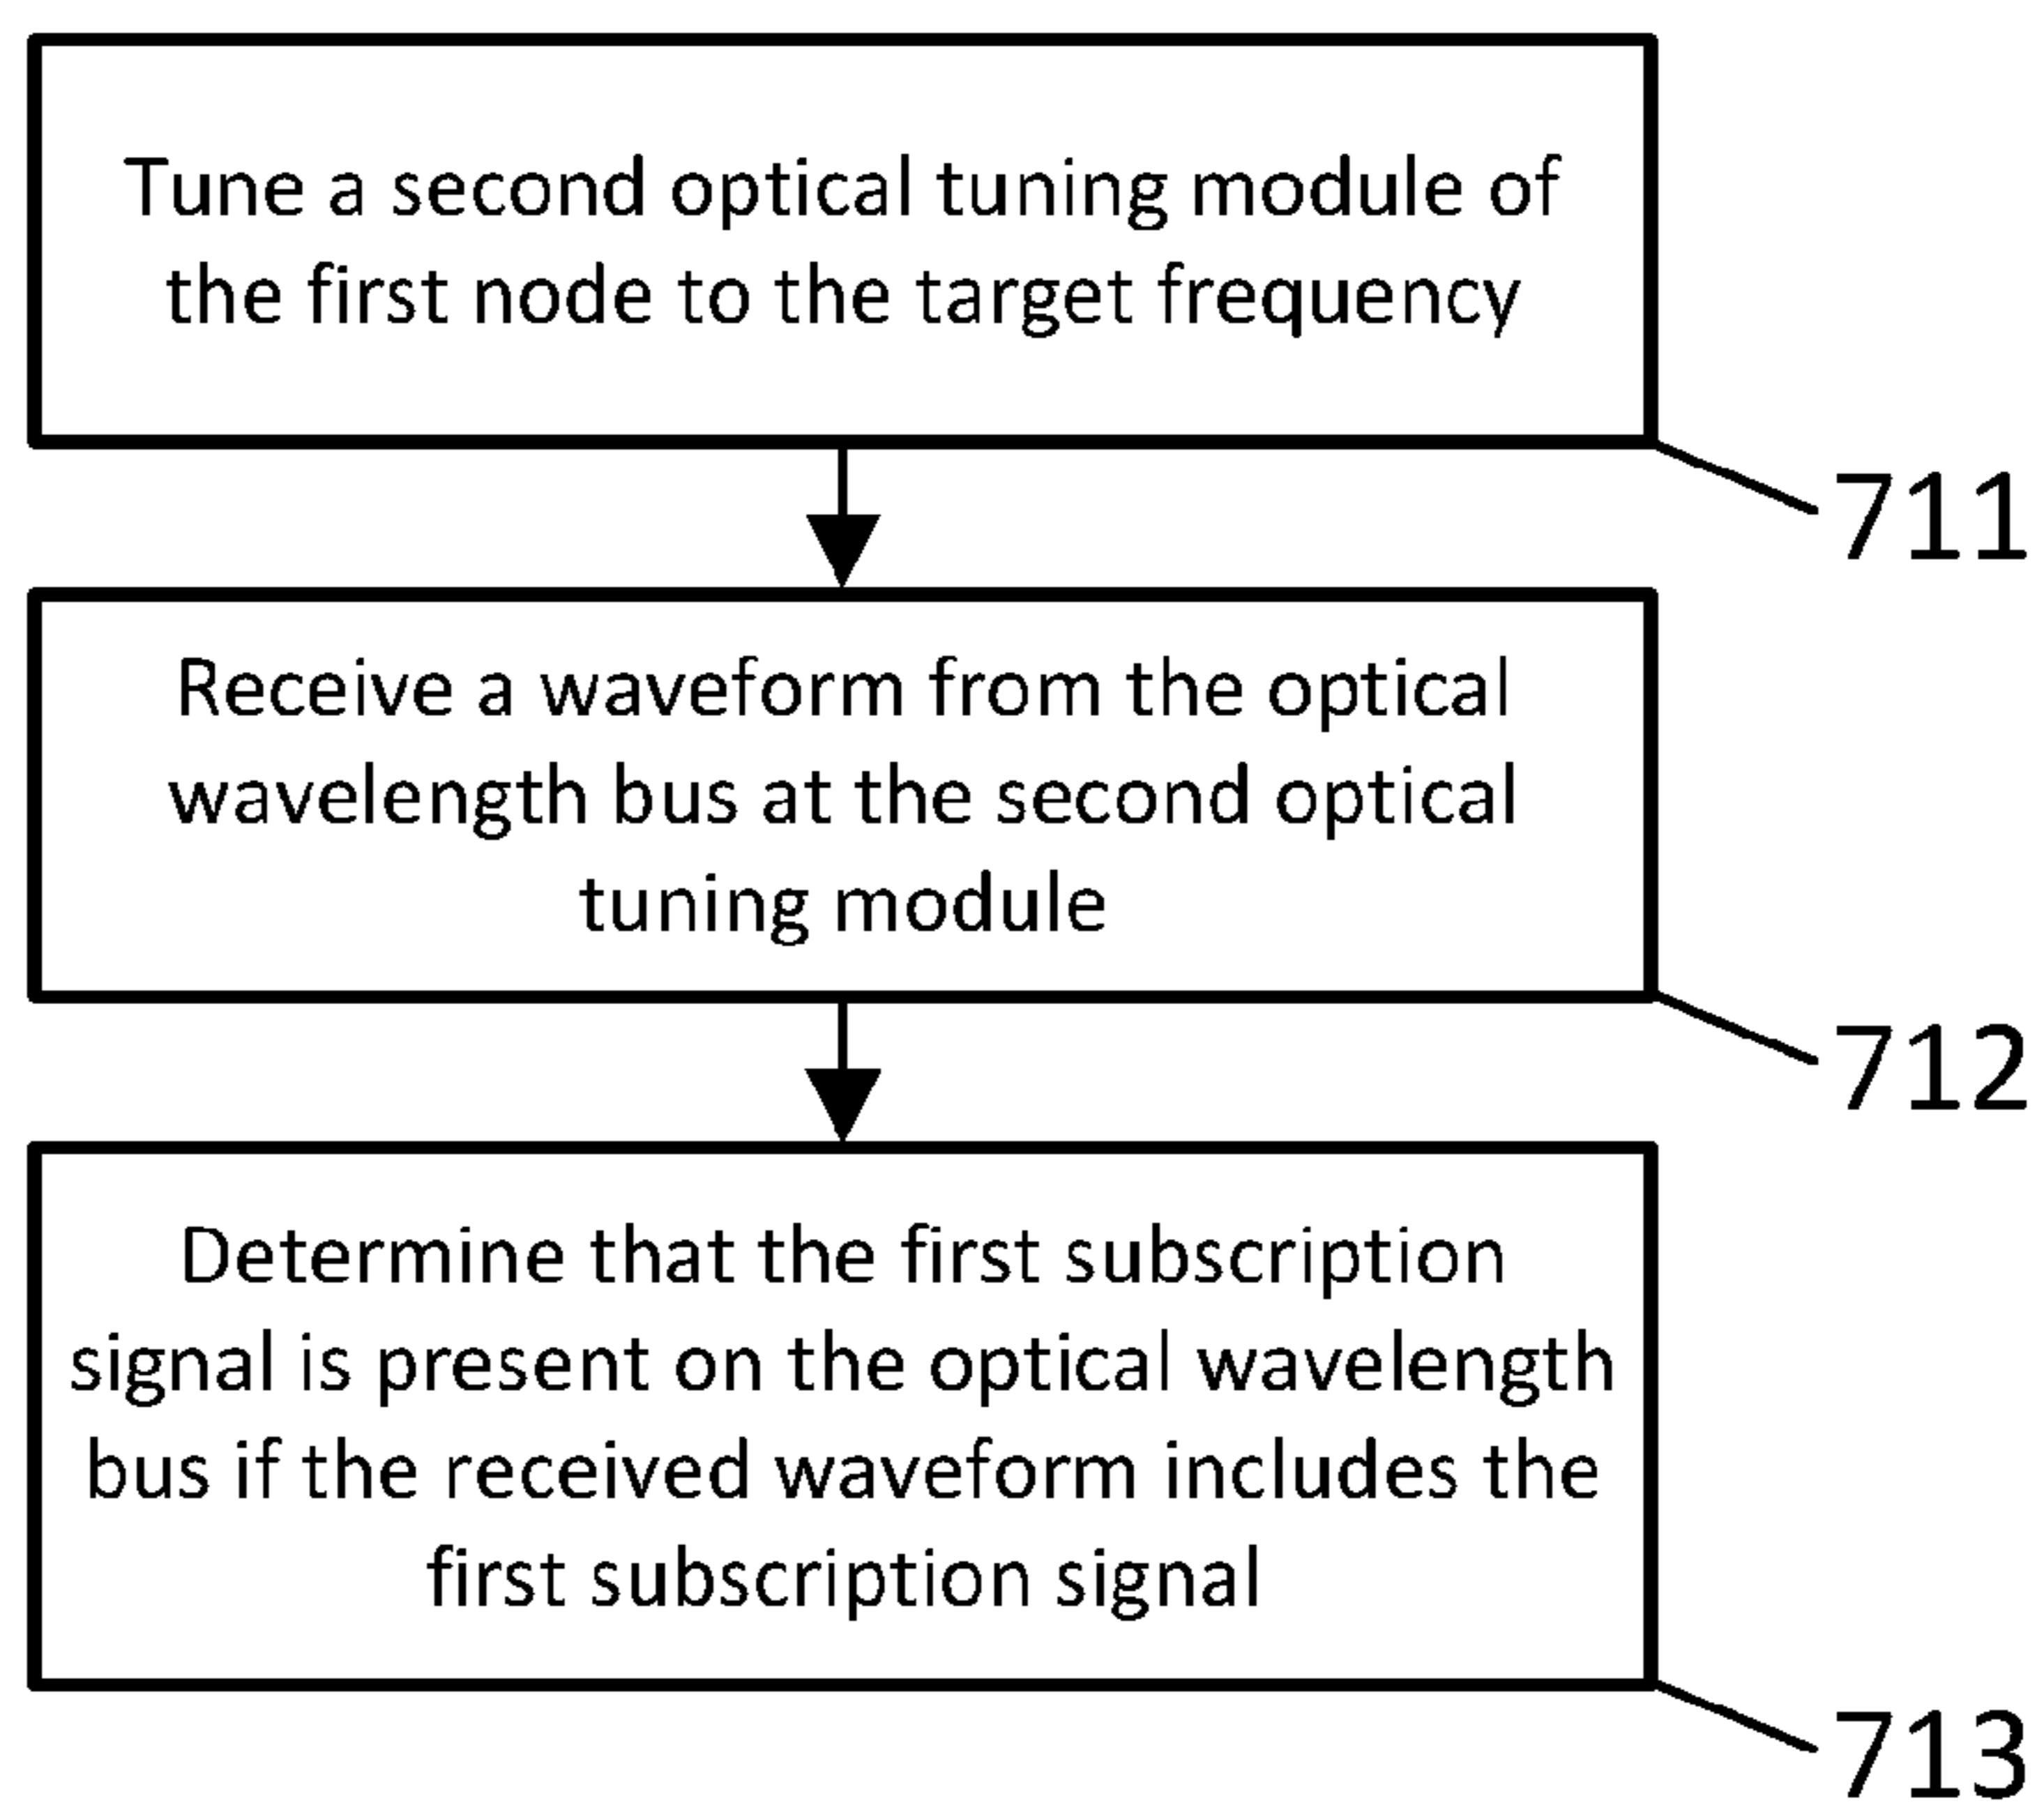 Tune a second optical tuning module of
the first node to the target frequency
711
Receive a waveform from the optical
wavelength bus at the second optical
tuning module
712
Determine that the first subscription
signal is present on the optical wavelength
bus if the received waveform includes the
first subscription signal
713